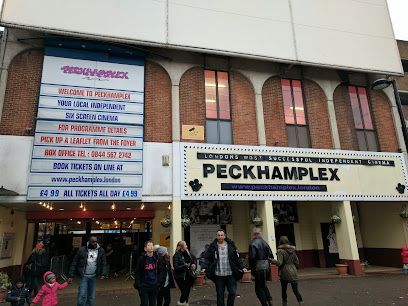 PECKHAMPLEX
WELCOME TO PECKHAMPLEX
YOUR LOCAL INDEPENDENT
SIX SCREEN CINEMA
FOR PROGRAMME DETAILS
PICK UP A LEAFLET FROM THE FOYER
BOX OFFICE TEL: 0844 567 2742
BOOK TICKETS ON LINE AT
www.peckhamplex.london
£4.99 ALL TICKETS ALL DAY £4.99
LONDON'S MOST SUCCESSFUL INDEPENDENT CINEMA
PECKHAMPLEX
www.peckhamplex.london